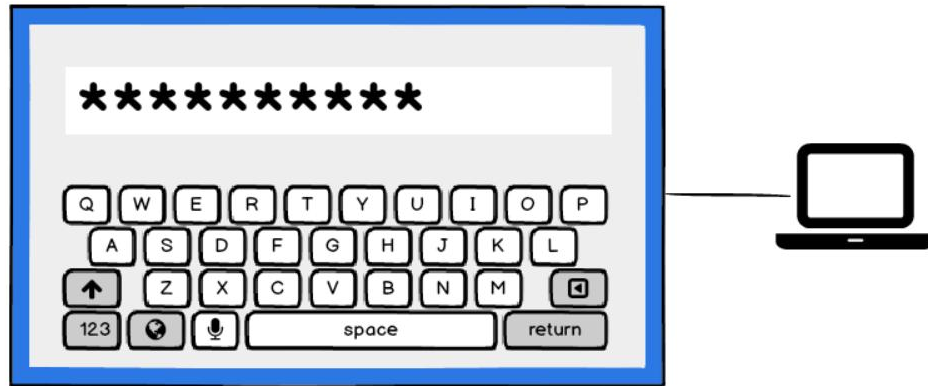 **********
Q W E R T Y U I O P
A S D F G H J K L
Z X C V B N M
123 space return